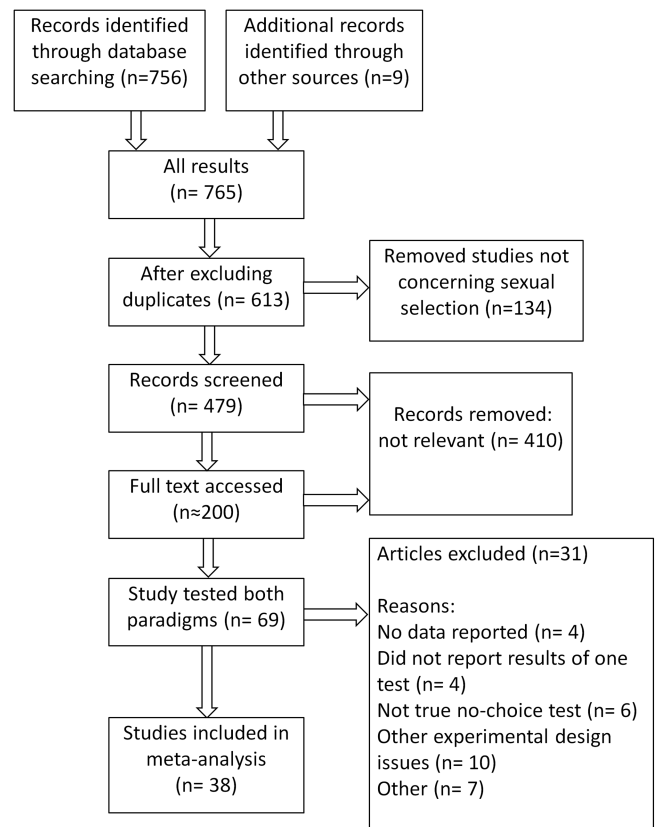 Records identified
through database
searching (n=756)
Additional records
identified through
other sources (n=9)
All results
(n= 765)
After excluding
duplicates (n= 613)
Removed studies not
concerning sexual
selection (n=134)
Records screened
(n= 479)
Records removed:
not relevant (n= 410)
Full text accessed
(n≈200)
Study tested both
paradigms (n= 69)
Articles excluded (n=31)
Reasons:
No data reported (n= 4)
Did not report results of one
test (n= 4)
Not true no-choice test (n= 6)
Other experimental design
issues (n= 10)
Other (n= 7)
Studies included in
meta-analysis
(n= 38)